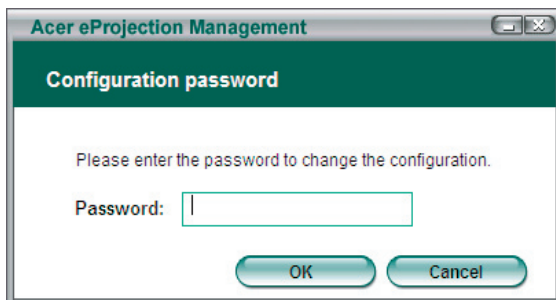 Acer eProjection Management
Configuration password
Please enter the password to change the configuration.
Password:
OK Cancel